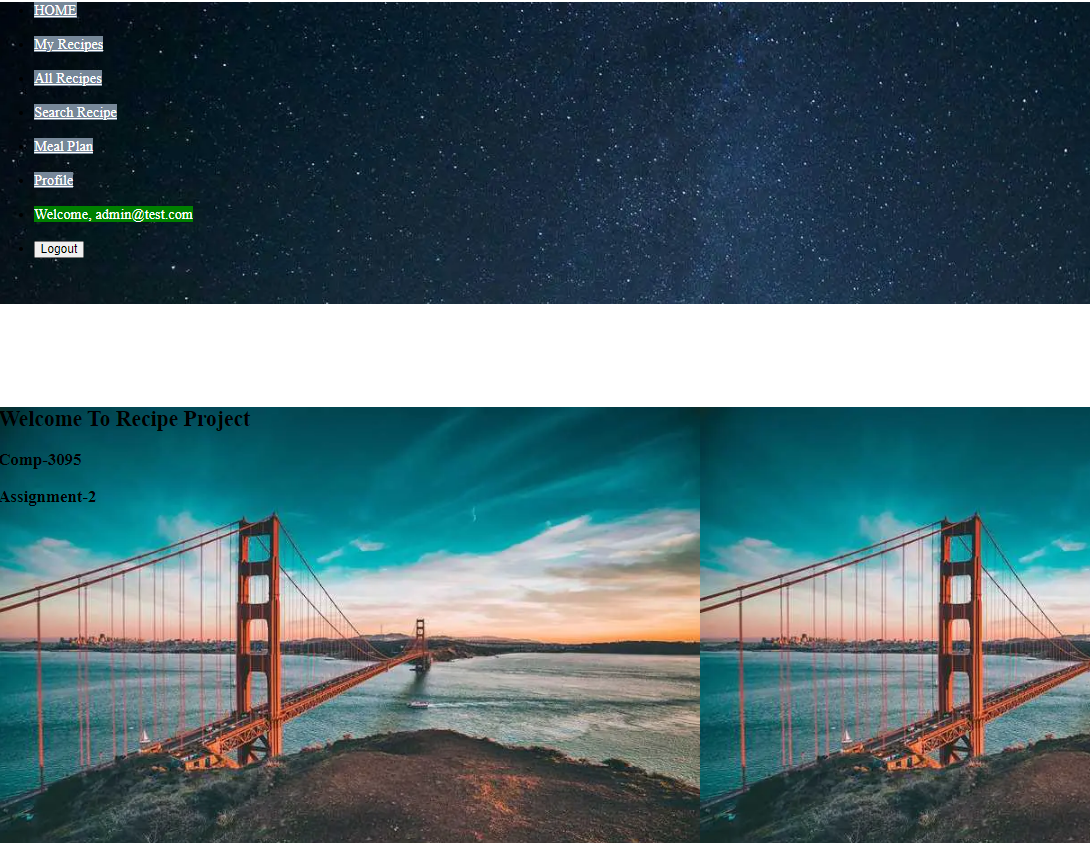 HOME
My Recipes
All Recipes
Search Recipe
Meal Plan
Profile
Welcome, admin@test.com
Logout
Welcome To Recipe Project
Comp-3095
Assignment-2